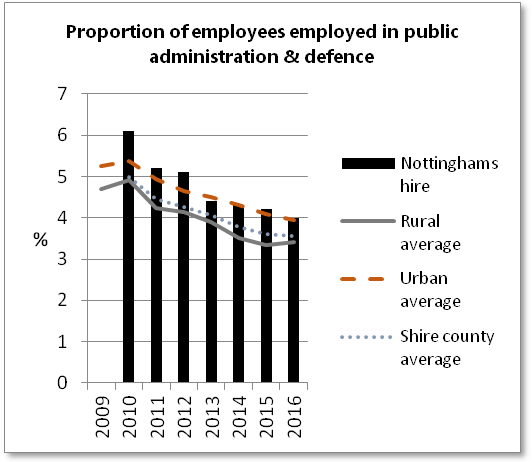 Proportion of employees employed in public
administration & defence
7
6
5
4
3
2
1
0
%
2009
2010
2011
2012
2013
2014
2015
2016
Nottinghams
hire
Rural
average
Urban
average
Shire county
average